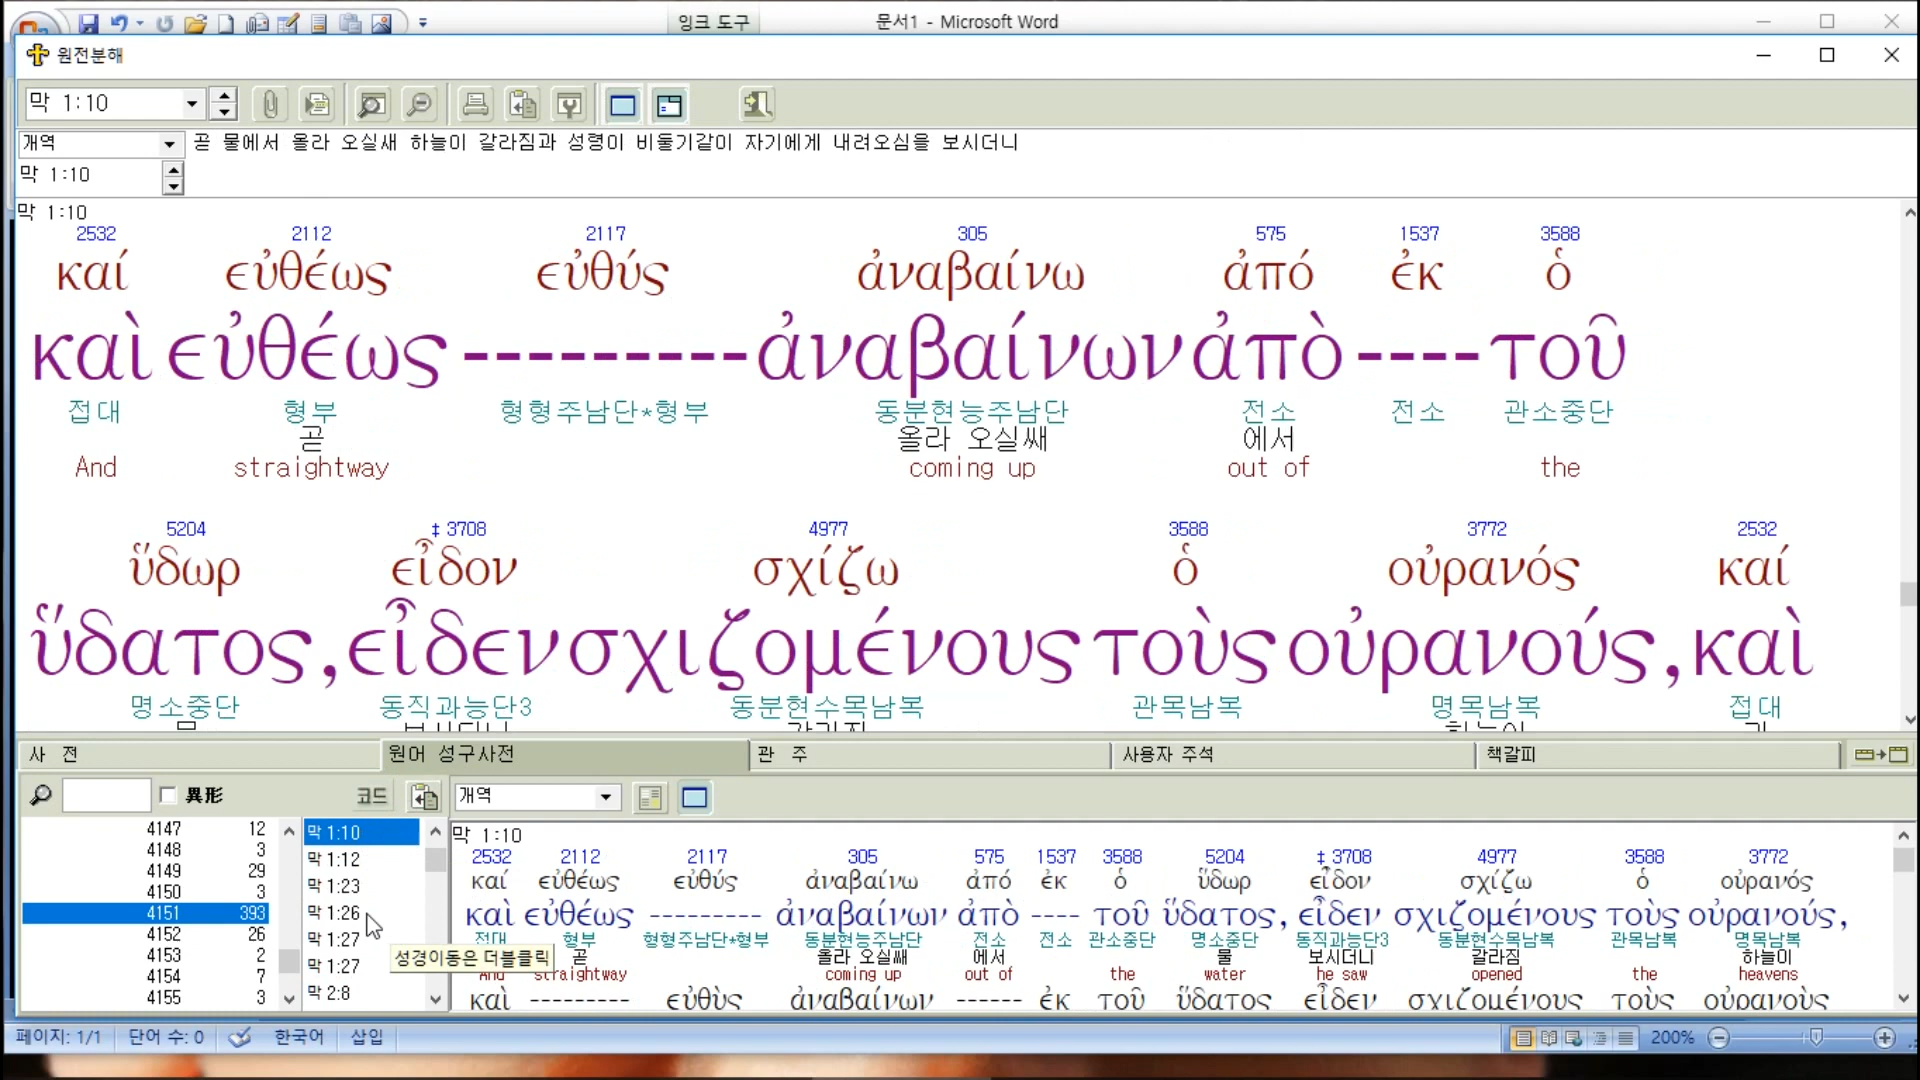 잉크 도구
문서1 - Microsoft Word
원전분해
막 1:10
개역 곧 물에서 올라 오실새 하늘이 갈라짐과 성령이 비둘기같이 자기에게 내려오심을 보시더니
막 1:10
막 1:10
2532 2112 2117 305 575 1537 3588
καί εὐθέως εὐθύς ἀναβαίνω ἀπό ἐκ ὁ
καὶ εὐθέως --------- ἀναβαίνων ἀπὸ ---- τοῦ
접대 형부 형형주남단*형부 동분현능주남단 전소 전소 관소중단
곧 올라 오실쌔 에서
And straightway coming up out of the
5204 ‡ 3708 4977 3588 3772 2532
ὕδωρ εἶδον σχίζω ὁ οὐρανός καί
ὕδατος, εἶδεν σχιζομένους τοὺς οὐρανούς, καὶ
명소중단 동직과능단3 동분현수목남복 관목남복 명목남복 접대
사 전 원어 성구사전 관 주 사용자 주석 책갈피
異形 코드 개역
4147 12
4148 3
4149 29
4150 3
4151 393
4152 26
4153 2
4154 7
4155 3
막 1:10
막 1:12
막 1:23
막 1:26
막 1:27
막 1:27
막 2:8
성경이동은 더블클릭
막 1:10
2532 2112 2117 305 575 1537 3588 5204 ‡ 3708 4977 3588 3772
καί εὐθέως εὐθύς ἀναβαίνω ἀπό ἐκ ὁ ὕδωρ εἶδον σχίζω ὁ οὐρανός
καὶ εὐθέως --------- ἀναβαίνων ἀπὸ ---- τοῦ ὕδατος, εἶδεν σχιζομένους τοὺς οὐρανούς,
접대 형부 형형주남단*형부 동분현능주남단 전소 전소 관소중단 명소중단 동직과능단3 동분현수목남복 관목남복 명목남복
곧 올라 오실쌔 에서 물 보시더니 갈라짐 하늘이
And straightway coming up out of the water he saw opened the heavens
καὶ --------- εὐθὺς ἀναβαίνων ------ ἐκ τοῦ ὕδατος εἶδεν σχιζομένους τοὺς οὐρανοὺς
페이지: 1/1 단어 수: 0 한국어 삽입 200%